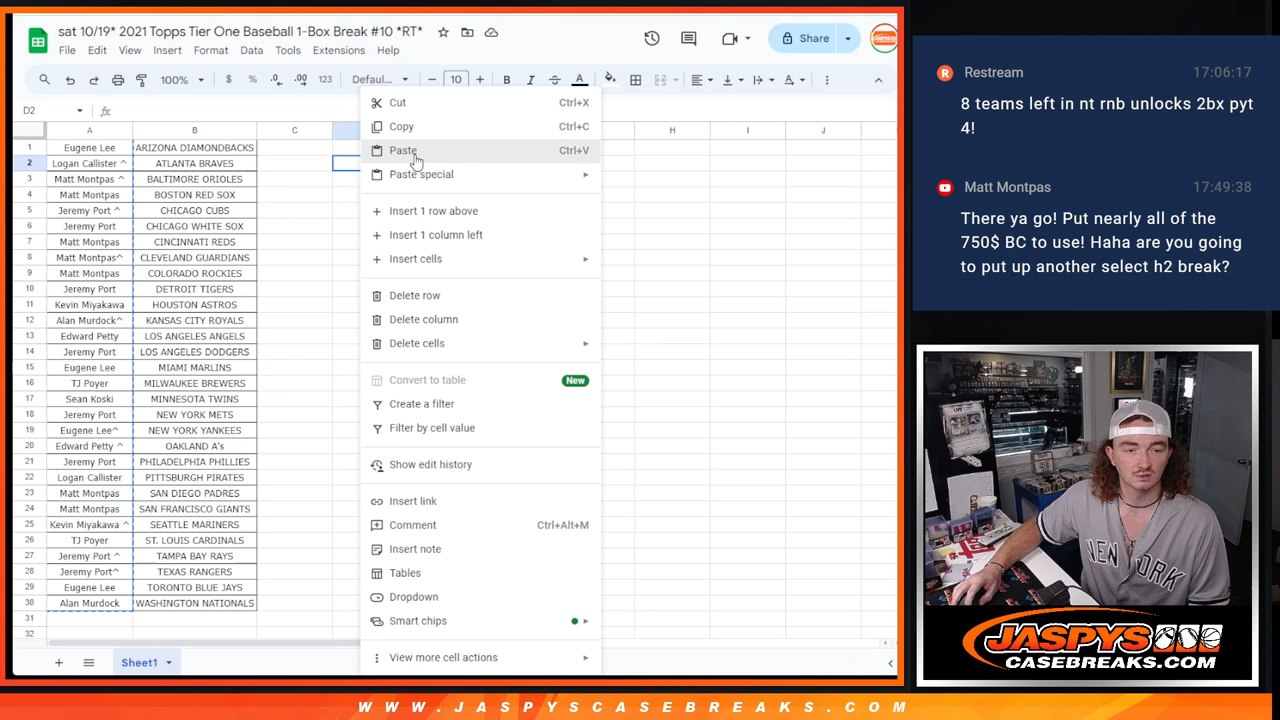 sat 10/19* 2021 Topps Tier One Baseball 1-Box Break #10 *RT*
File Edit View Insert Format Data Tools Extensions Help
Share
100% $ % .0 .00 123 Defaul... 10 B I A
D2 fx
A B C H I J
1 Eugene Lee ARIZONA DIAMONDBACKS
2 Logan Callister ^ ATLANTA BRAVES
3 Matt Montpas ^ BALTIMORE ORIOLES
4 Matt Montpas BOSTON RED SOX
5 Jeremy Port ^ CHICAGO CUBS
6 Jeremy Port CHICAGO WHITE SOX
7 Matt Montpas CINCINNATI REDS
8 Matt Montpas^ CLEVELAND GUARDIANS
9 Matt Montpas COLORADO ROCKIES
10 Jeremy Port DETROIT TIGERS
11 Kevin Miyakawa HOUSTON ASTROS
12 Alan Murdock^ KANSAS CITY ROYALS
13 Edward Petty LOS ANGELES ANGELS
14 Jeremy Port LOS ANGELES DODGERS
15 Eugene Lee MIAMI MARLINS
16 TJ Poyer MILWAUKEE BREWERS
17 Sean Koski MINNESOTA TWINS
18 Jeremy Port NEW YORK METS
19 Eugene Lee^ NEW YORK YANKEES
20 Edward Petty ^ OAKLAND A's
21 Jeremy Port PHILADELPHIA PHILLIES
22 Logan Callister PITTSBURGH PIRATES
23 Matt Montpas SAN DIEGO PADRES
24 Matt Montpas SAN FRANCISCO GIANTS
25 Kevin Miyakawa ^ SEATTLE MARINERS
26 TJ Poyer ST. LOUIS CARDINALS
27 Jeremy Port ^ TAMPA BAY RAYS
28 Jeremy Port^ TEXAS RANGERS
29 Eugene Lee TORONTO BLUE JAYS
30 Alan Murdock WASHINGTON NATIONALS
31
32
Cut Ctrl+X
Copy Ctrl+C
Paste Ctrl+V
Paste special
Insert 1 row above
Insert 1 column left
Insert cells
Delete row
Delete column
Delete cells
Convert to table New
Create a filter
Filter by cell value
Show edit history
Insert link
Comment Ctrl+Alt+M
Insert note
Tables
Dropdown
Smart chips
View more cell actions
Sheet1
Restream 17:06:17
8 teams left in nt rnb unlocks 2bx pyt
4!
Matt Montpas 17:49:38
There ya go! Put nearly all of the
750$ BC to use! Haha are you going
to put up another select h2 break?
NEW YORK
JASPYS
CASEBREAKS.COM
WWW.JASPYSCASEBREAKS.COM